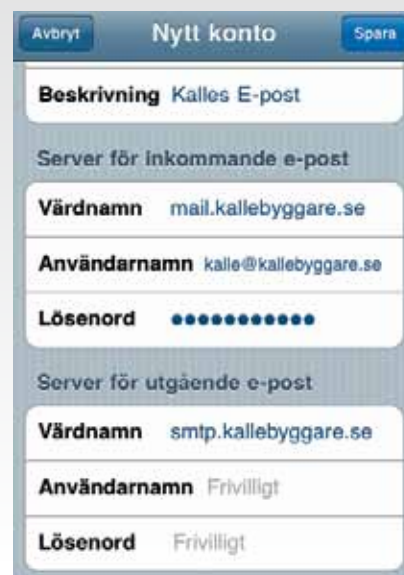 Avbryt Nytt konto Spara
Beskrivning Kalles E-post
Server för inkommande e-post
Värdnamn mail.kallebyggare.se
Användarnamn kalle@kallebyggare.se
Lösenord ●●●●●●●●●●●
Server för utgående e-post
Värdnamn smtp.kallebyggare.se
Användarnamn Frivilligt
Lösenord Frivilligt